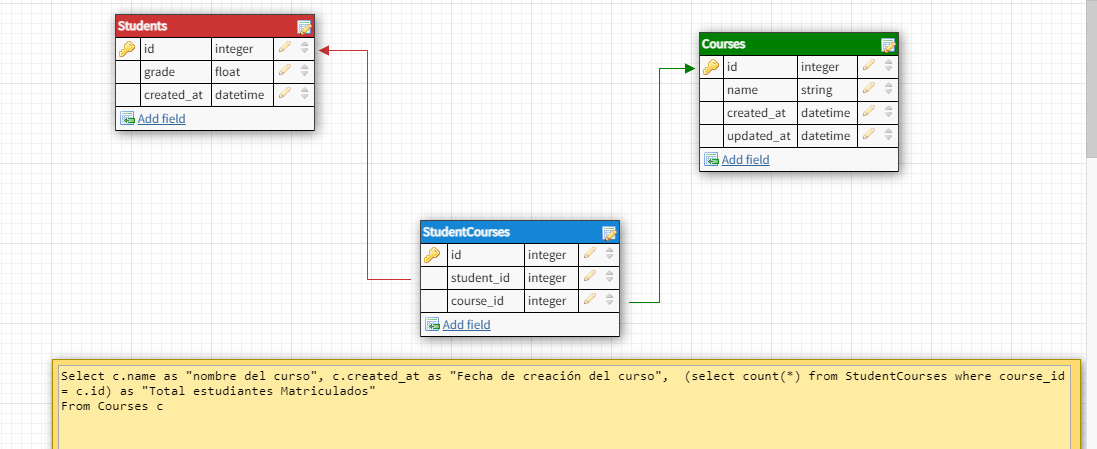 Students
id integer
grade float
created_at datetime
Add field
Courses
id integer
name string
created_at datetime
updated_at datetime
Add field
StudentCourses
id integer
student_id integer
course_id integer
Add field
Select c.name as "nombre del curso", c.created_at as "Fecha de creación del curso",  (select count(*) from StudentCourses where course_id
= c.id) as "Total estudiantes Matriculados"
From Courses c